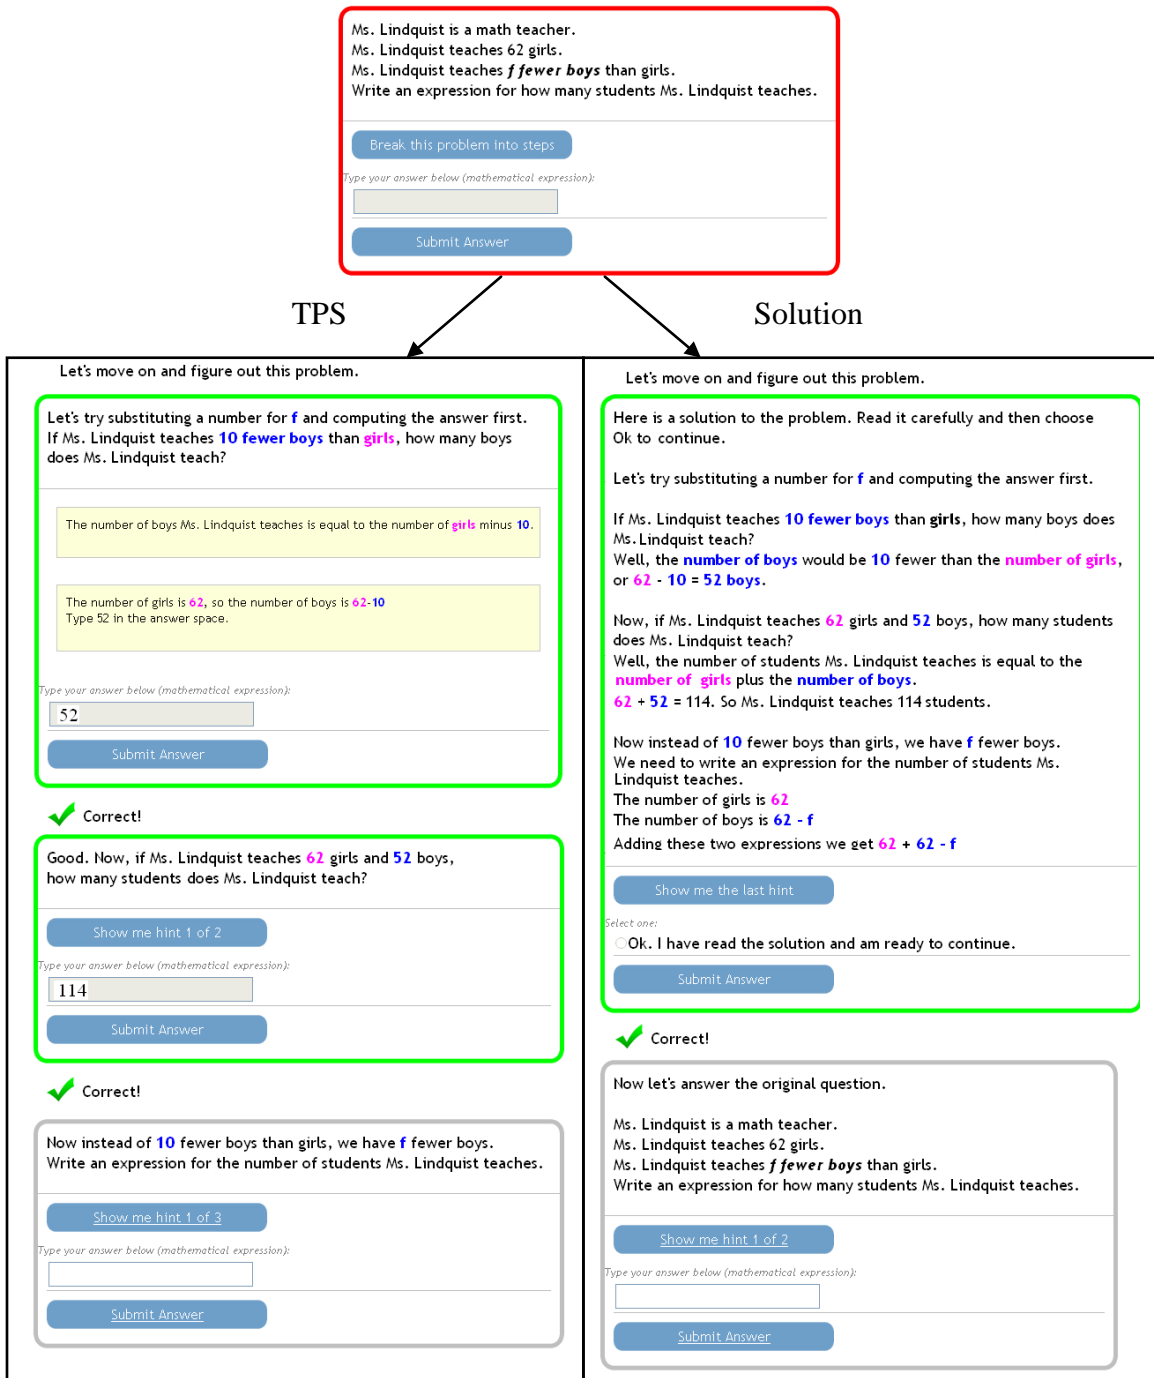 Ms. Lindquist is a math teacher.
Ms. Lindquist teaches 62 girls.
Ms. Lindquist teaches f fewer boys than girls.
Write an expression for how many students Ms. Lindquist teaches.
Break this problem into steps
Type your answer below (mathematical expression):
Submit Answer
TPS
Solution
Let's move on and figure out this problem.
Let's try substituting a number for f and computing the answer first.
If Ms. Lindquist teaches 10 fewer boys than girls, how many boys
does Ms. Lindquist teach?
The number of boys Ms. Lindquist teaches is equal to the number of girls minus 10.
The number of girls is 62, so the number of boys is 62-10
Type 52 in the answer space.
Type your answer below (mathematical expression):
52
Submit Answer
Correct!
Good. Now, if Ms. Lindquist teaches 62 girls and 52 boys,
how many students does Ms. Lindquist teach?
Show me hint 1 of 2
Type your answer below (mathematical expression):
114
Submit Answer
Correct!
Now instead of 10 fewer boys than girls, we have f fewer boys.
Write an expression for the number of students Ms. Lindquist teaches.
Show me hint 1 of 3
Type your answer below (mathematical expression):
Submit Answer
Let's move on and figure out this problem.
Here is a solution to the problem. Read it carefully and then choose
Ok to continue.
Let's try substituting a number for f and computing the answer first.
If Ms. Lindquist teaches 10 fewer boys than girls, how many boys does
Ms. Lindquist teach?
Well, the number of boys would be 10 fewer than the number of girls,
or 62 - 10 = 52 boys.
Now, if Ms. Lindquist teaches 62 girls and 52 boys, how many students
does Ms. Lindquist teach?
Well, the number of students Ms. Lindquist teaches is equal to the
number of girls plus the number of boys.
62 + 52 = 114. So Ms. Lindquist teaches 114 students.
Now instead of 10 fewer boys than girls, we have f fewer boys.
We need to write an expression for the number of students Ms.
Lindquist teaches.
The number of girls is 62
The number of boys is 62 - f
Adding these two expressions we get 62 + 62 - f
Show me the last hint
Select one:
Ok. I have read the solution and am ready to continue.
Submit Answer
Correct!
Now let's answer the original question.
Ms. Lindquist is a math teacher.
Ms. Lindquist teaches 62 girls.
Ms. Lindquist teaches f fewer boys than girls.
Write an expression for how many students Ms. Lindquist teaches.
Show me hint 1 of 2
Type your answer below (mathematical expression):
Submit Answer